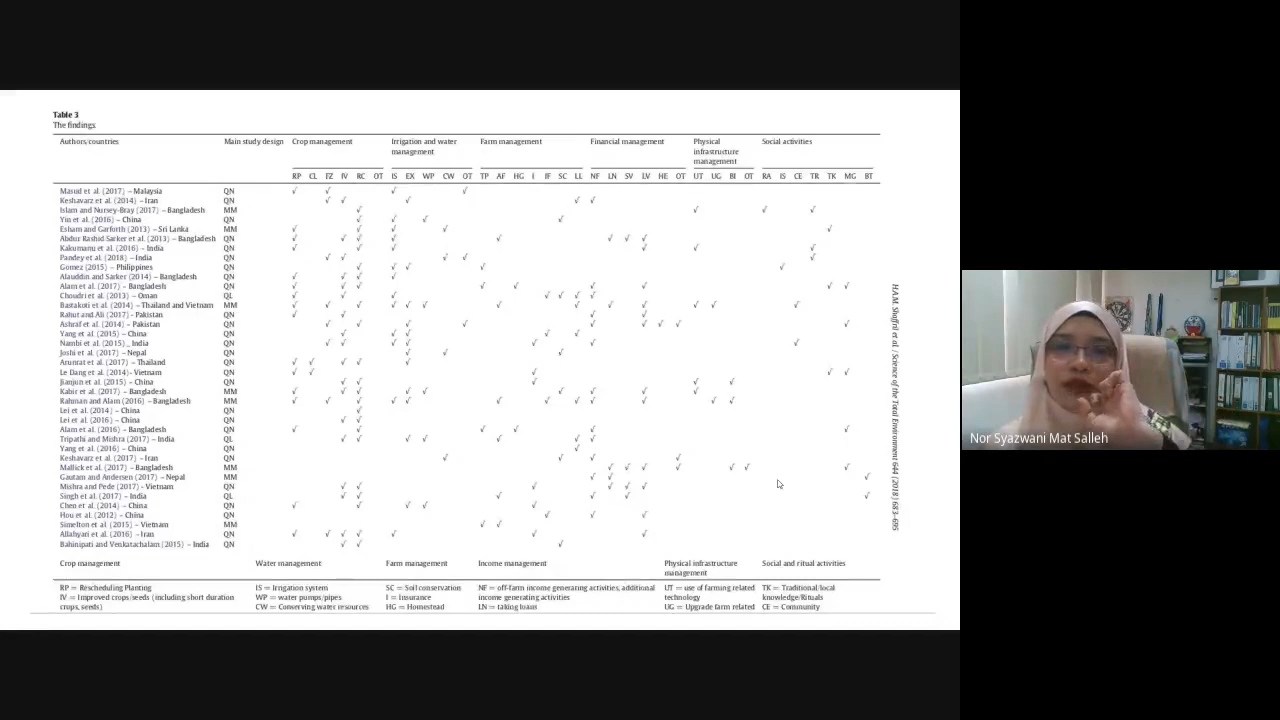 Table 3
The findings.
Authors/countries Main study design Crop management Irrigation and water management Farm management Financial management Physical infrastructure management Social activities
RP CL FZ IV RC OT IS EX WP CW OT TP AF HG I IF SC LL NF LN SV LV HE OT UT UG BI OT RA IS CE TR TK MG BT
Masud et al. (2017) – Malaysia QN √ √ √ √
Keshavarz et al. (2014) – Iran QN √ √ √ √ √
Islam and Nursey-Bray (2017) – Bangladesh MM √ √ √ √
Yin et al. (2016) – China QN √ √ √ √
Esham and Garforth (2013) – Sri Lanka MM √ √ √ √ √
Abdur Rashid Sarker et al. (2013) – Bangladesh QN √ √ √ √ √ √ √ √
Kakumanu et al. (2016) – India QN √ √ √ √ √ √
Pandey et al. (2018) – India QN √ √ √ √ √
Gomez (2015) – Philippines QN √ √ √ √ √
Alauddin and Sarker (2014) – Bangladesh QN √ √ √ √
Alam et al. (2017) – Bangladesh QN √ √ √ √ √ √ √ √ √
Choudri et al. (2013) – Oman QL √ √ √ √ √ √ √
Bastakoti et al. (2014) – Thailand and Vietnam MM √ √ √ √ √ √ √ √ √ √ √ √ √ √
Rahut and Ali (2017) – Pakistan QN √ √ √ √
Ashraf et al. (2014) – Pakistan QN √ √ √ √ √ √ √ √ √
Yang et al. (2015) – China QN √ √ √ √ √
Nambi et al. (2015)_ India QN √ √ √ √ √ √ √
Joshi et al. (2017) – Nepal QN √ √ √
Arunrat et al. (2017) – Thailand QN √ √ √ √ √
Le Dang et al. (2014)– Vietnam QN √ √ √ √ √
Jianjun et al. (2015) – China QN √ √ √ √ √
Kabir et al. (2017) – Bangladesh MM √ √ √ √ √ √ √ √
Rahman and Alam (2016) – Bangladesh MM √ √ √ √ √ √ √ √ √ √ √ √
Lei et al. (2014) – China QN √
Lei et al. (2016) – China QN √ √
Alam et al. (2016) – Bangladesh QN √ √ √ √ √
Tripathi and Mishra (2017) – India QL √ √ √ √ √ √ √
Yang et al. (2016) – China QN √
Keshavarz et al. (2017) – Iran QN √ √ √ √
Mallick et al. (2017) – Bangladesh MM √ √ √ √ √ √ √
Gautam and Andersen (2017) – Nepal MM √ √ √
Mishra and Pede (2017) – Vietnam QN √ √ √ √ √ √
Singh et al. (2017) – India QL √ √ √ √ √ √
Chen et al. (2014) – China QN √ √ √ √ √
Hou et al. (2012) – China QN √ √ √
Simelton et al. (2015) – Vietnam MM √ √
Allahyari et al. (2016) – Iran QN √ √ √ √ √ √
Bahinipati and Venkatachalam (2015) – India QN √ √ √
Crop management Water management Farm management Income management Physical infrastructure management Social and ritual activities
RP = Rescheduling Planting IS = Irrigation system SC = Soil conservation NF = off-farm income generating activities, additional UT = use of farming related TK = Traditional/local
IV = Improved crops/seeds (including short duration WP = water pumps/pipes I = Insurance income generating activities technology knowledge/Rituals
crops, seeds) CW = Conserving water resources HG = Homestead LN = taking loans UG = Upgrade farm related CE = Community
H.A.M. Shaffril et al. / Science of the Total Environment 644 (2018) 683–695
Nor Syazwani Mat Salleh